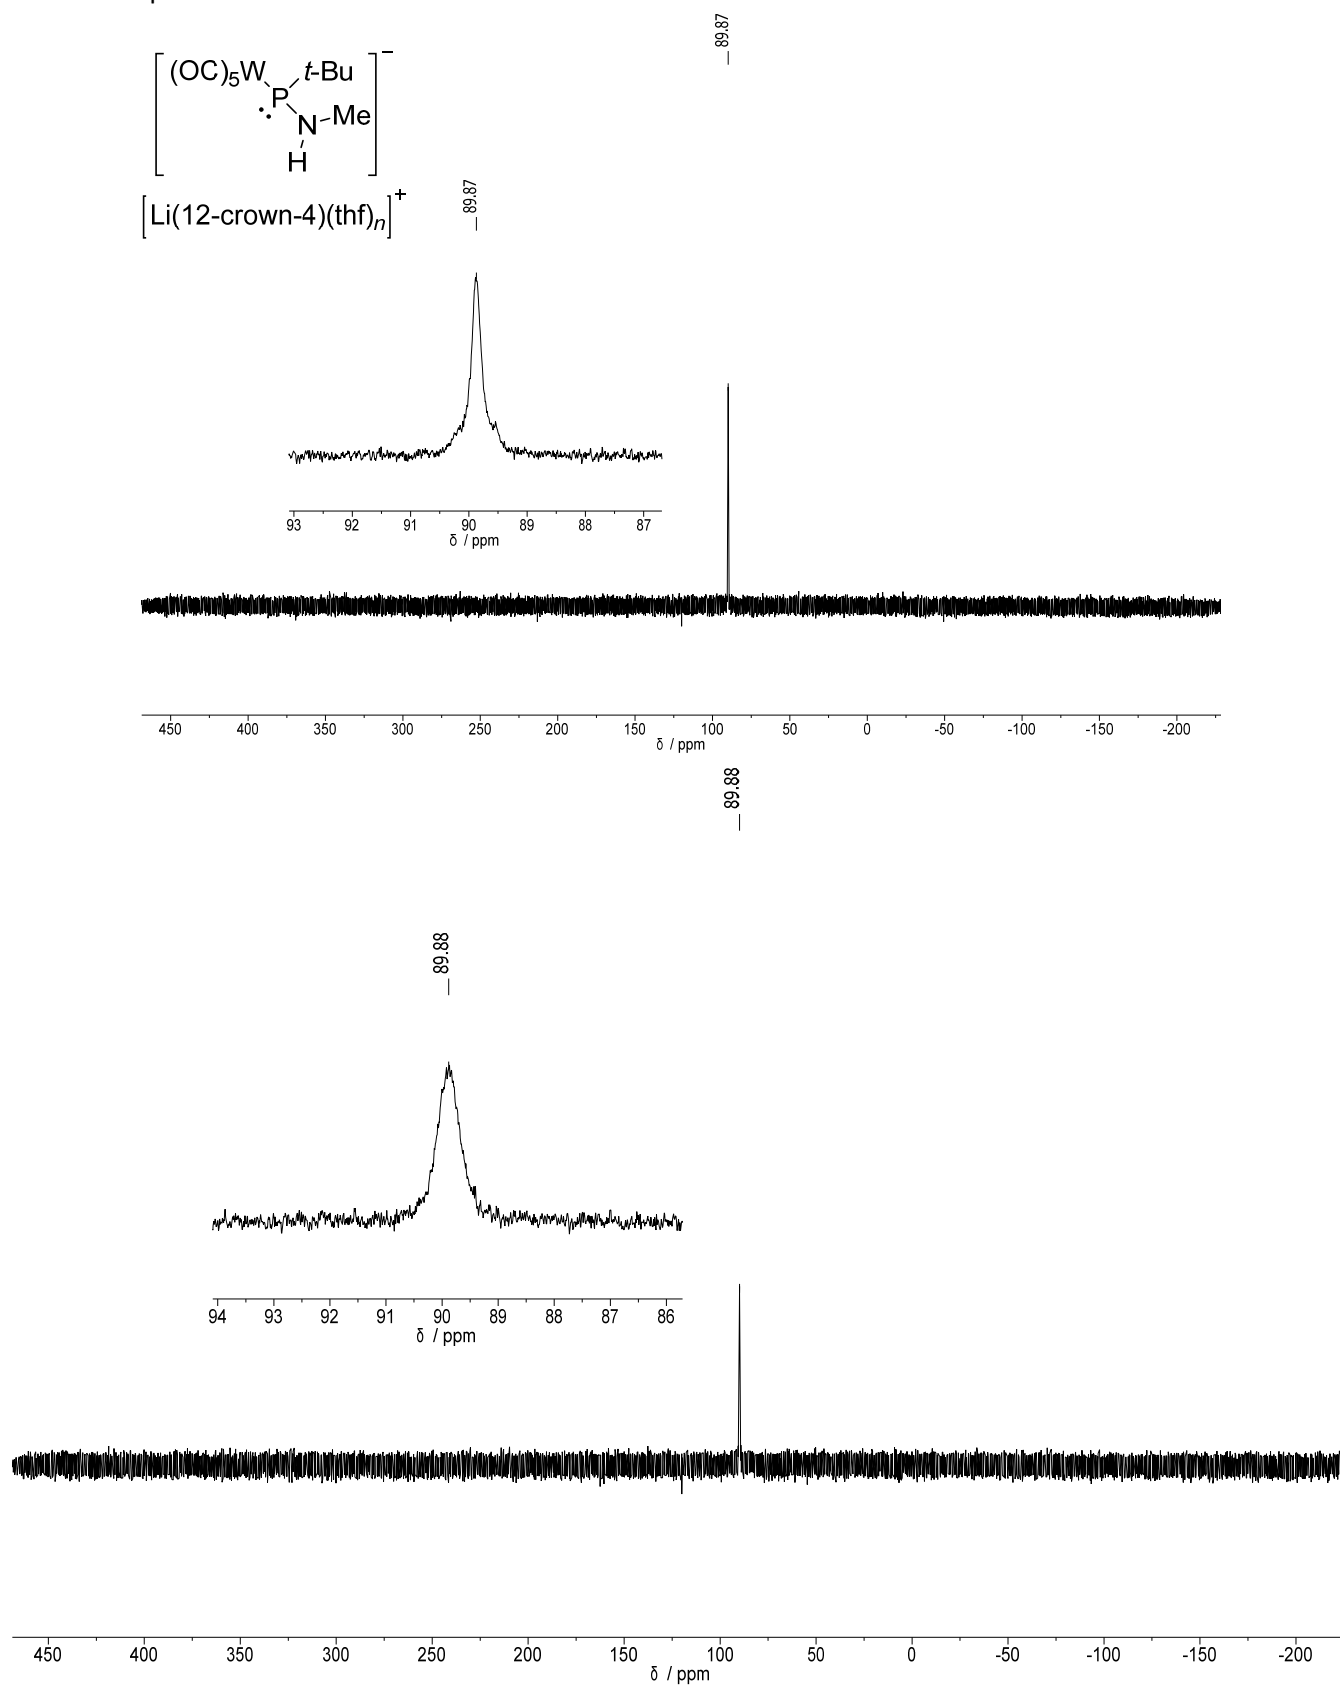 89.87
(OC)5W
t-Bu
P
N
Me
H
−
[Li(12-crown-4)(thf)n]+
89.87
93 92 91 90 89 88 87
δ / ppm
450 400 350 300 250 200 150 100 50 0 -50 -100 -150 -200
δ / ppm
89.88
89.88
94 93 92 91 90 89 88 87 86
δ / ppm
450 400 350 300 250 200 150 100 50 0 -50 -100 -150 -200
δ / ppm